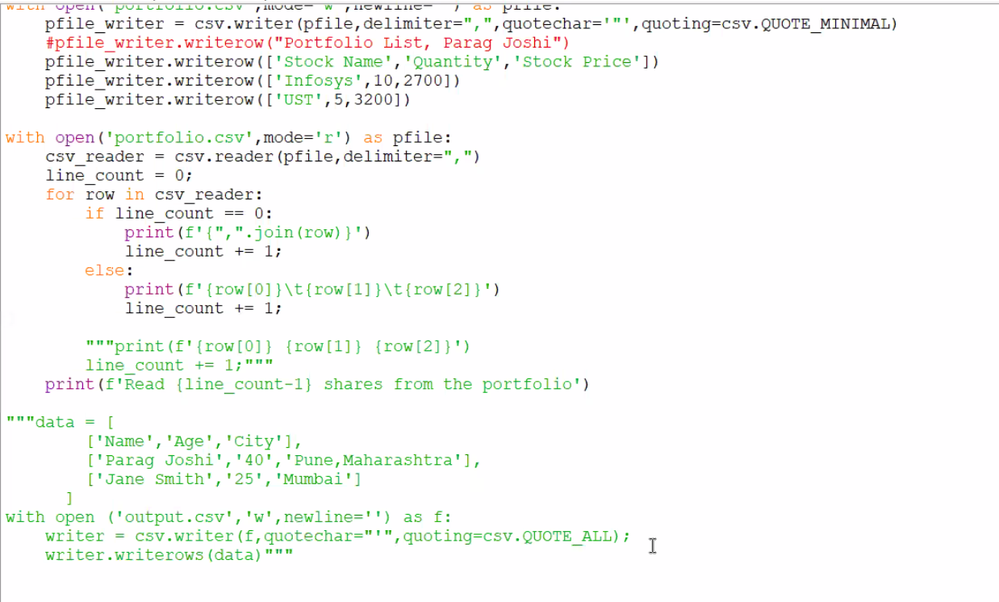 with open('portfolio.csv',mode='w',newline='') as pfile:
    pfile_writer = csv.writer(pfile,delimiter=",",quotechar='"',quoting=csv.QUOTE_MINIMAL)
    #pfile_writer.writerow("Portfolio List, Parag Joshi")
    pfile_writer.writerow(['Stock Name','Quantity','Stock Price'])
    pfile_writer.writerow(['Infosys',10,2700])
    pfile_writer.writerow(['UST',5,3200])

with open('portfolio.csv',mode='r') as pfile:
    csv_reader = csv.reader(pfile,delimiter=",")
    line_count = 0;
    for row in csv_reader:
        if line_count == 0:
            print(f'{",".join(row)}')
            line_count += 1;
        else:
            print(f'{row[0]}\t{row[1]}\t{row[2]}')
            line_count += 1;

        """print(f'{row[0]} {row[1]} {row[2]}')
        line_count += 1;"""
    print(f'Read {line_count-1} shares from the portfolio')

"""data = [
        ['Name','Age','City'],
        ['Parag Joshi','40','Pune,Maharashtra'],
        ['Jane Smith','25','Mumbai']
      ]
with open ('output.csv','w',newline='') as f:
    writer = csv.writer(f,quotechar="'",quoting=csv.QUOTE_ALL);
    writer.writerows(data)"""